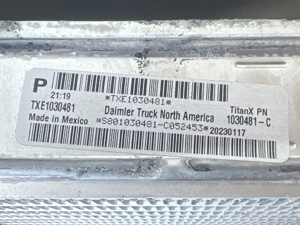 P
21:19 *TXE1030481*
TXE1030481 Daimler Truck North America TitanX PN
Made in Mexico *S801030481-C052453*20230117 1030481-C